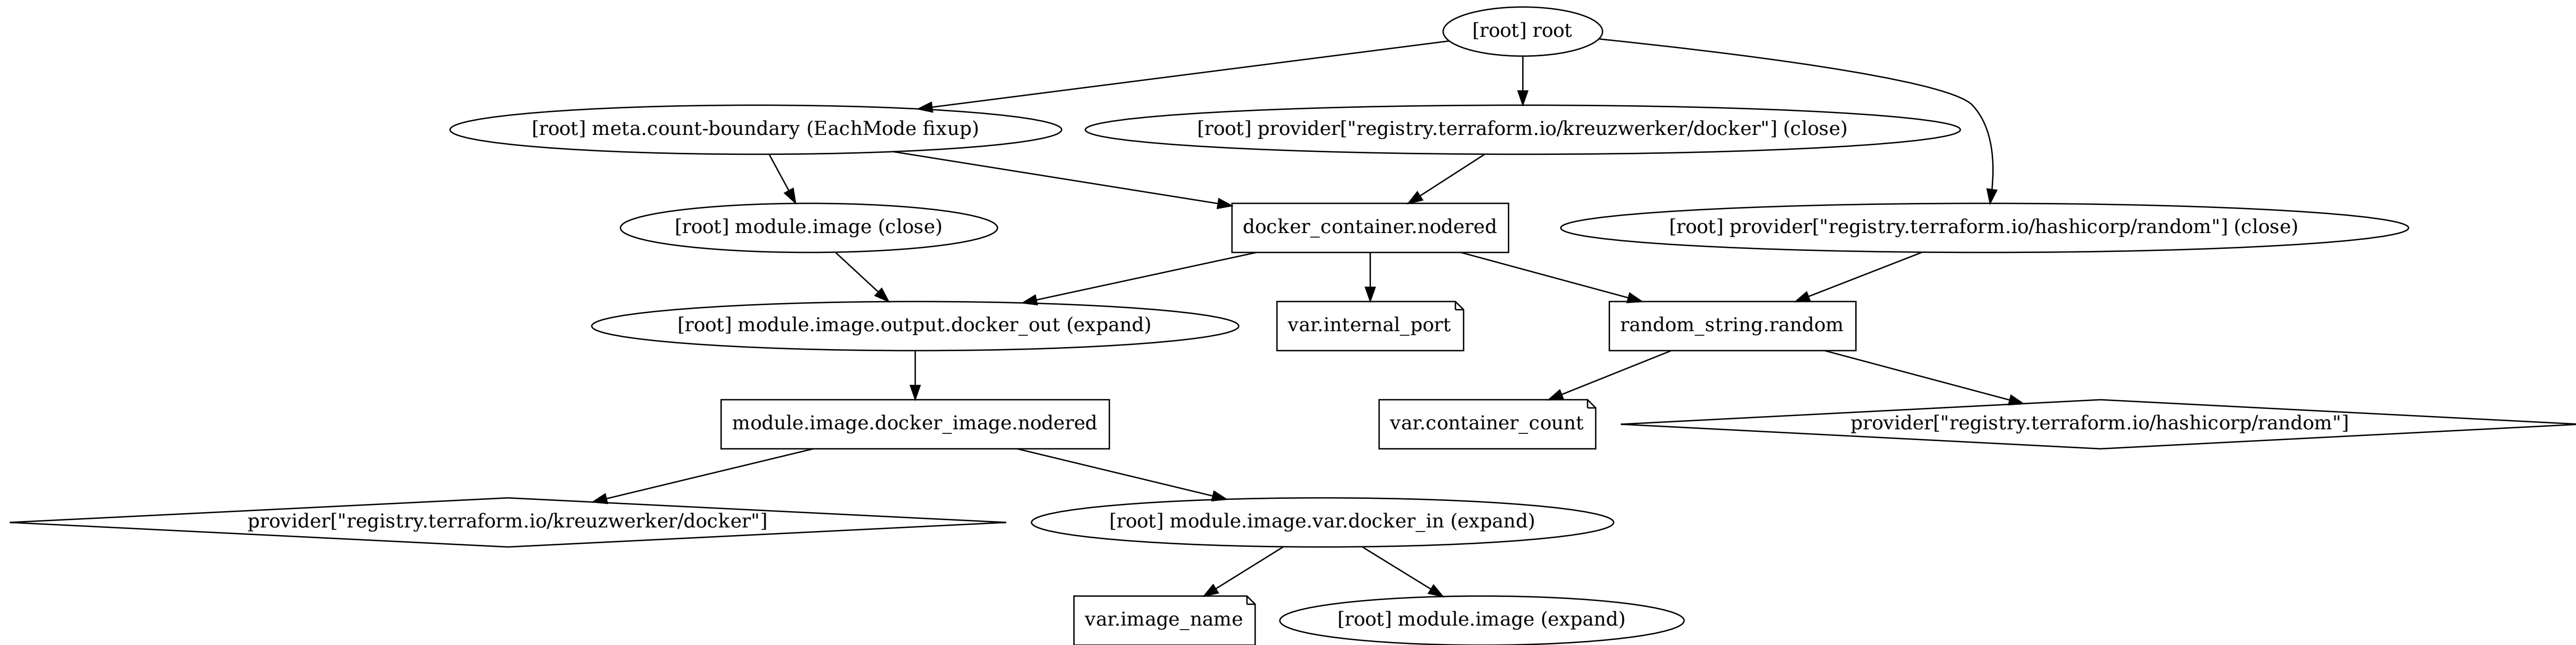 [root] root
[root] meta.count-boundary (EachMode fixup)
[root] provider["registry.terraform.io/kreuzwerker/docker"] (close)
[root] module.image (close)
docker_container.nodered
[root] provider["registry.terraform.io/hashicorp/random"] (close)
[root] module.image.output.docker_out (expand)
var.internal_port
random_string.random
module.image.docker_image.nodered
var.container_count
provider["registry.terraform.io/hashicorp/random"]
provider["registry.terraform.io/kreuzwerker/docker"]
[root] module.image.var.docker_in (expand)
var.image_name
[root] module.image (expand)